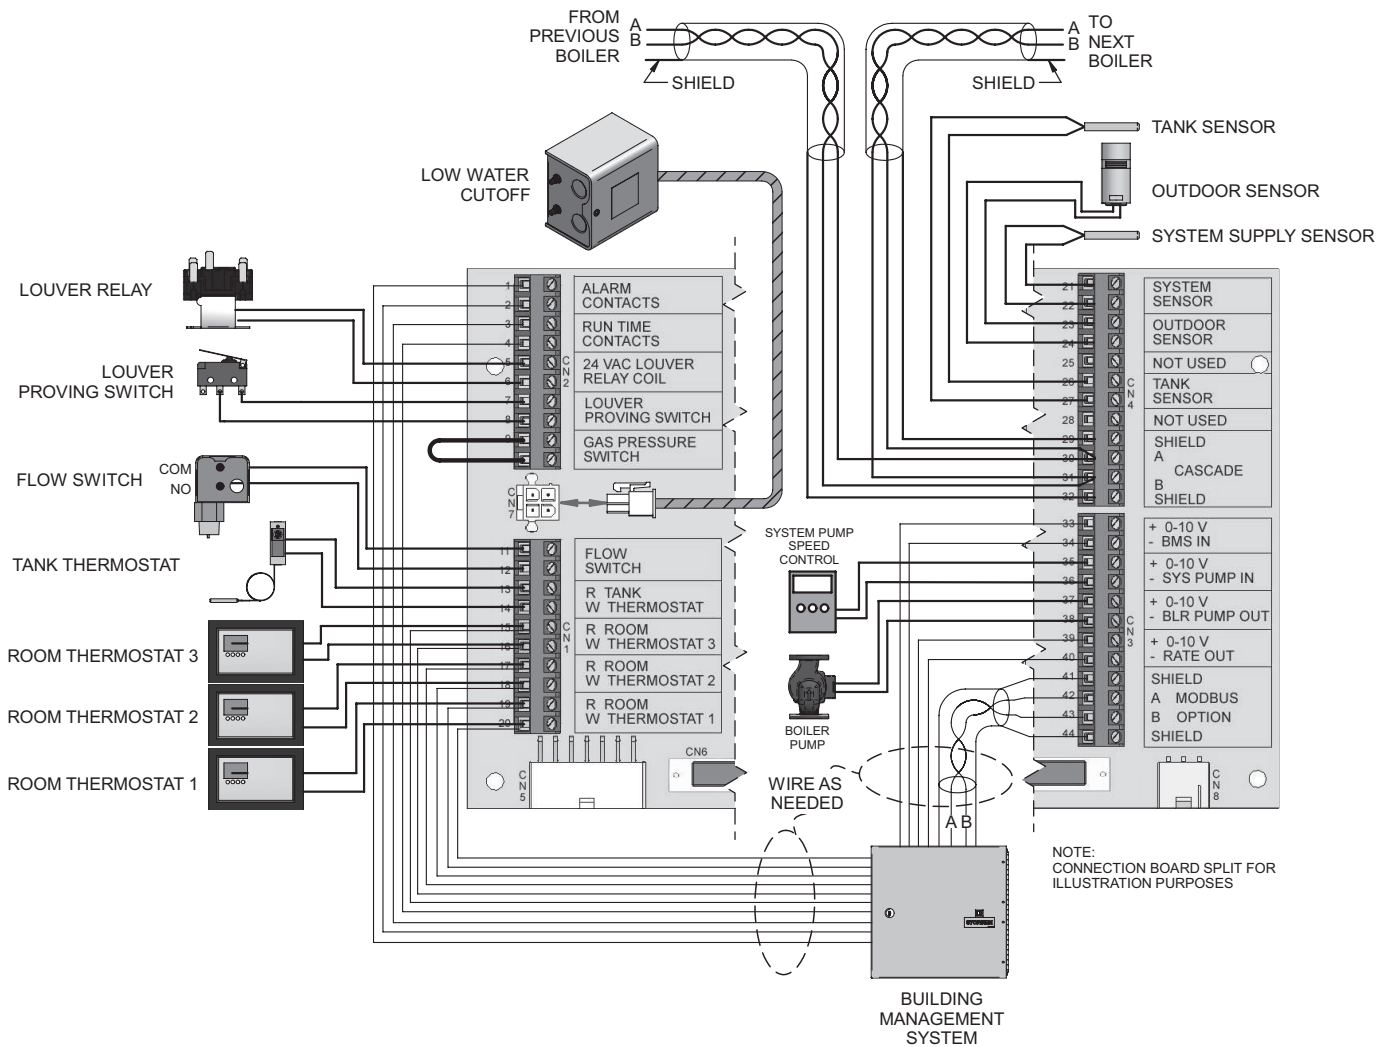 FROM
PREVIOUS
BOILER
A
B
SHIELD
A
B
TO
NEXT
BOILER
SHIELD
TANK SENSOR
OUTDOOR SENSOR
SYSTEM SUPPLY SENSOR
LOW WATER
CUTOFF
LOUVER RELAY
LOUVER
PROVING SWITCH
FLOW SWITCH
COM
NO
TANK THERMOSTAT
ROOM THERMOSTAT 3
ROOM THERMOSTAT 2
ROOM THERMOSTAT 1
1
2
3
4
5
6
7
8
9
10
CN2
ALARM
CONTACTS
RUN TIME
CONTACTS
24 VAC LOUVER
RELAY COIL
LOUVER
PROVING SWITCH
GAS PRESSURE
SWITCH
CN7
11
12
13
14
15
16
17
18
19
20
CN1
FLOW
SWITCH
R TANK
W THERMOSTAT
R ROOM
W THERMOSTAT 3
R ROOM
W THERMOSTAT 2
R ROOM
W THERMOSTAT 1
CN5
CN6
21
22
23
24
25
26
27
28
29
30
31
32
CN4
SYSTEM
SENSOR
OUTDOOR
SENSOR
NOT USED
TANK
SENSOR
NOT USED
SHIELD
A
CASCADE
B
SHIELD
33
34
35
36
37
38
39
40
41
42
43
44
CN3
+ 0-10 V
- BMS IN
+ 0-10 V
- SYS PUMP IN
+ 0-10 V
- BLR PUMP OUT
+ 0-10 V
- RATE OUT
SHIELD
A MODBUS
B OPTION
SHIELD
CN8
SYSTEM PUMP
SPEED
CONTROL
BOILER
PUMP
WIRE AS
NEEDED
A B
NOTE:
CONNECTION BOARD SPLIT FOR
ILLUSTRATION PURPOSES
BUILDING
MANAGEMENT
SYSTEM